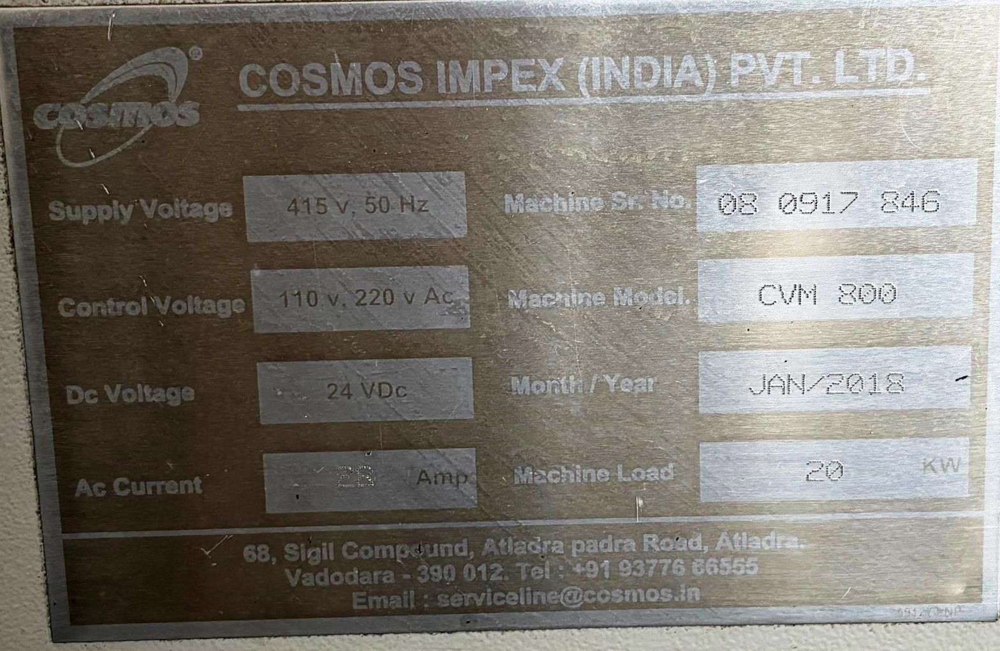 COSMOS ®
COSMOS IMPEX (INDIA) PVT. LTD.
Supply Voltage 415 V. 50 Hz Machine Sr. No. 08 0917 846
Control Voltage 110 v. 220 v Ac Machine Model. CVM 800
Dc Voltage 24 VDc Month / Year JAN/2018
Ac Current 28 Amp. Machine Load 20 KW
68, Sigil Compound, Atladra padra Road, Atladra.
Vadodara - 390 012. Tel : +91 93776 66555
Email : serviceline@cosmos.in